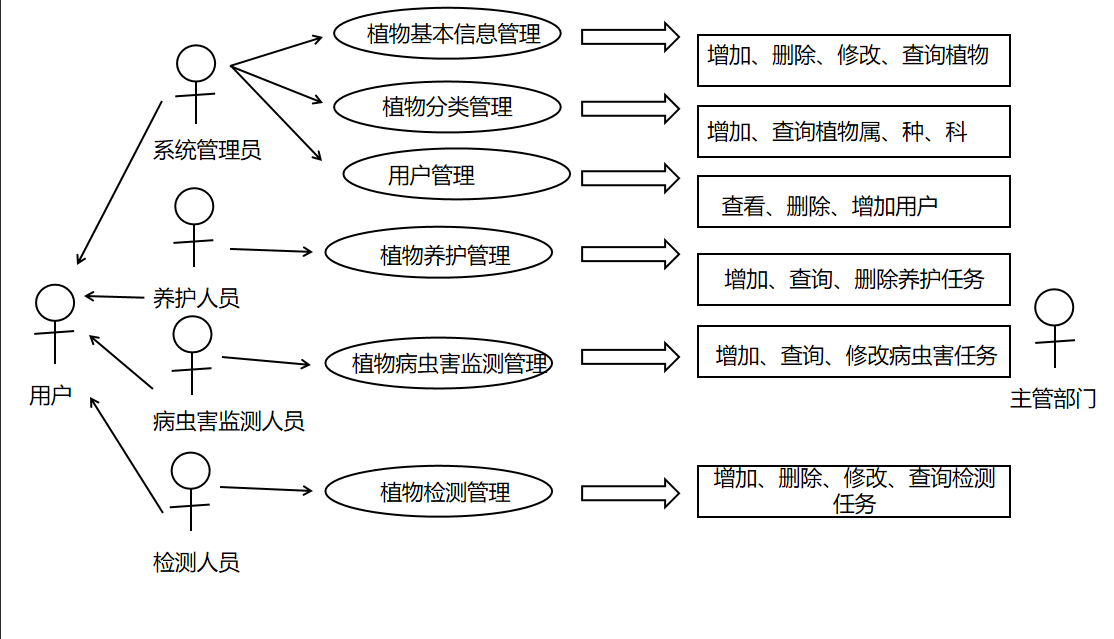 植物基本信息管理
增加、删除、修改、查询植物
植物分类管理
增加、查询植物属、种、科
系统管理员
用户管理
查看、删除、增加用户
植物养护管理
增加、查询、删除养护任务
养护人员
植物病虫害监测管理
增加、查询、修改病虫害任务
用户
主管部门
病虫害监测人员
植物检测管理
增加、删除、修改、查询检测
任务
检测人员